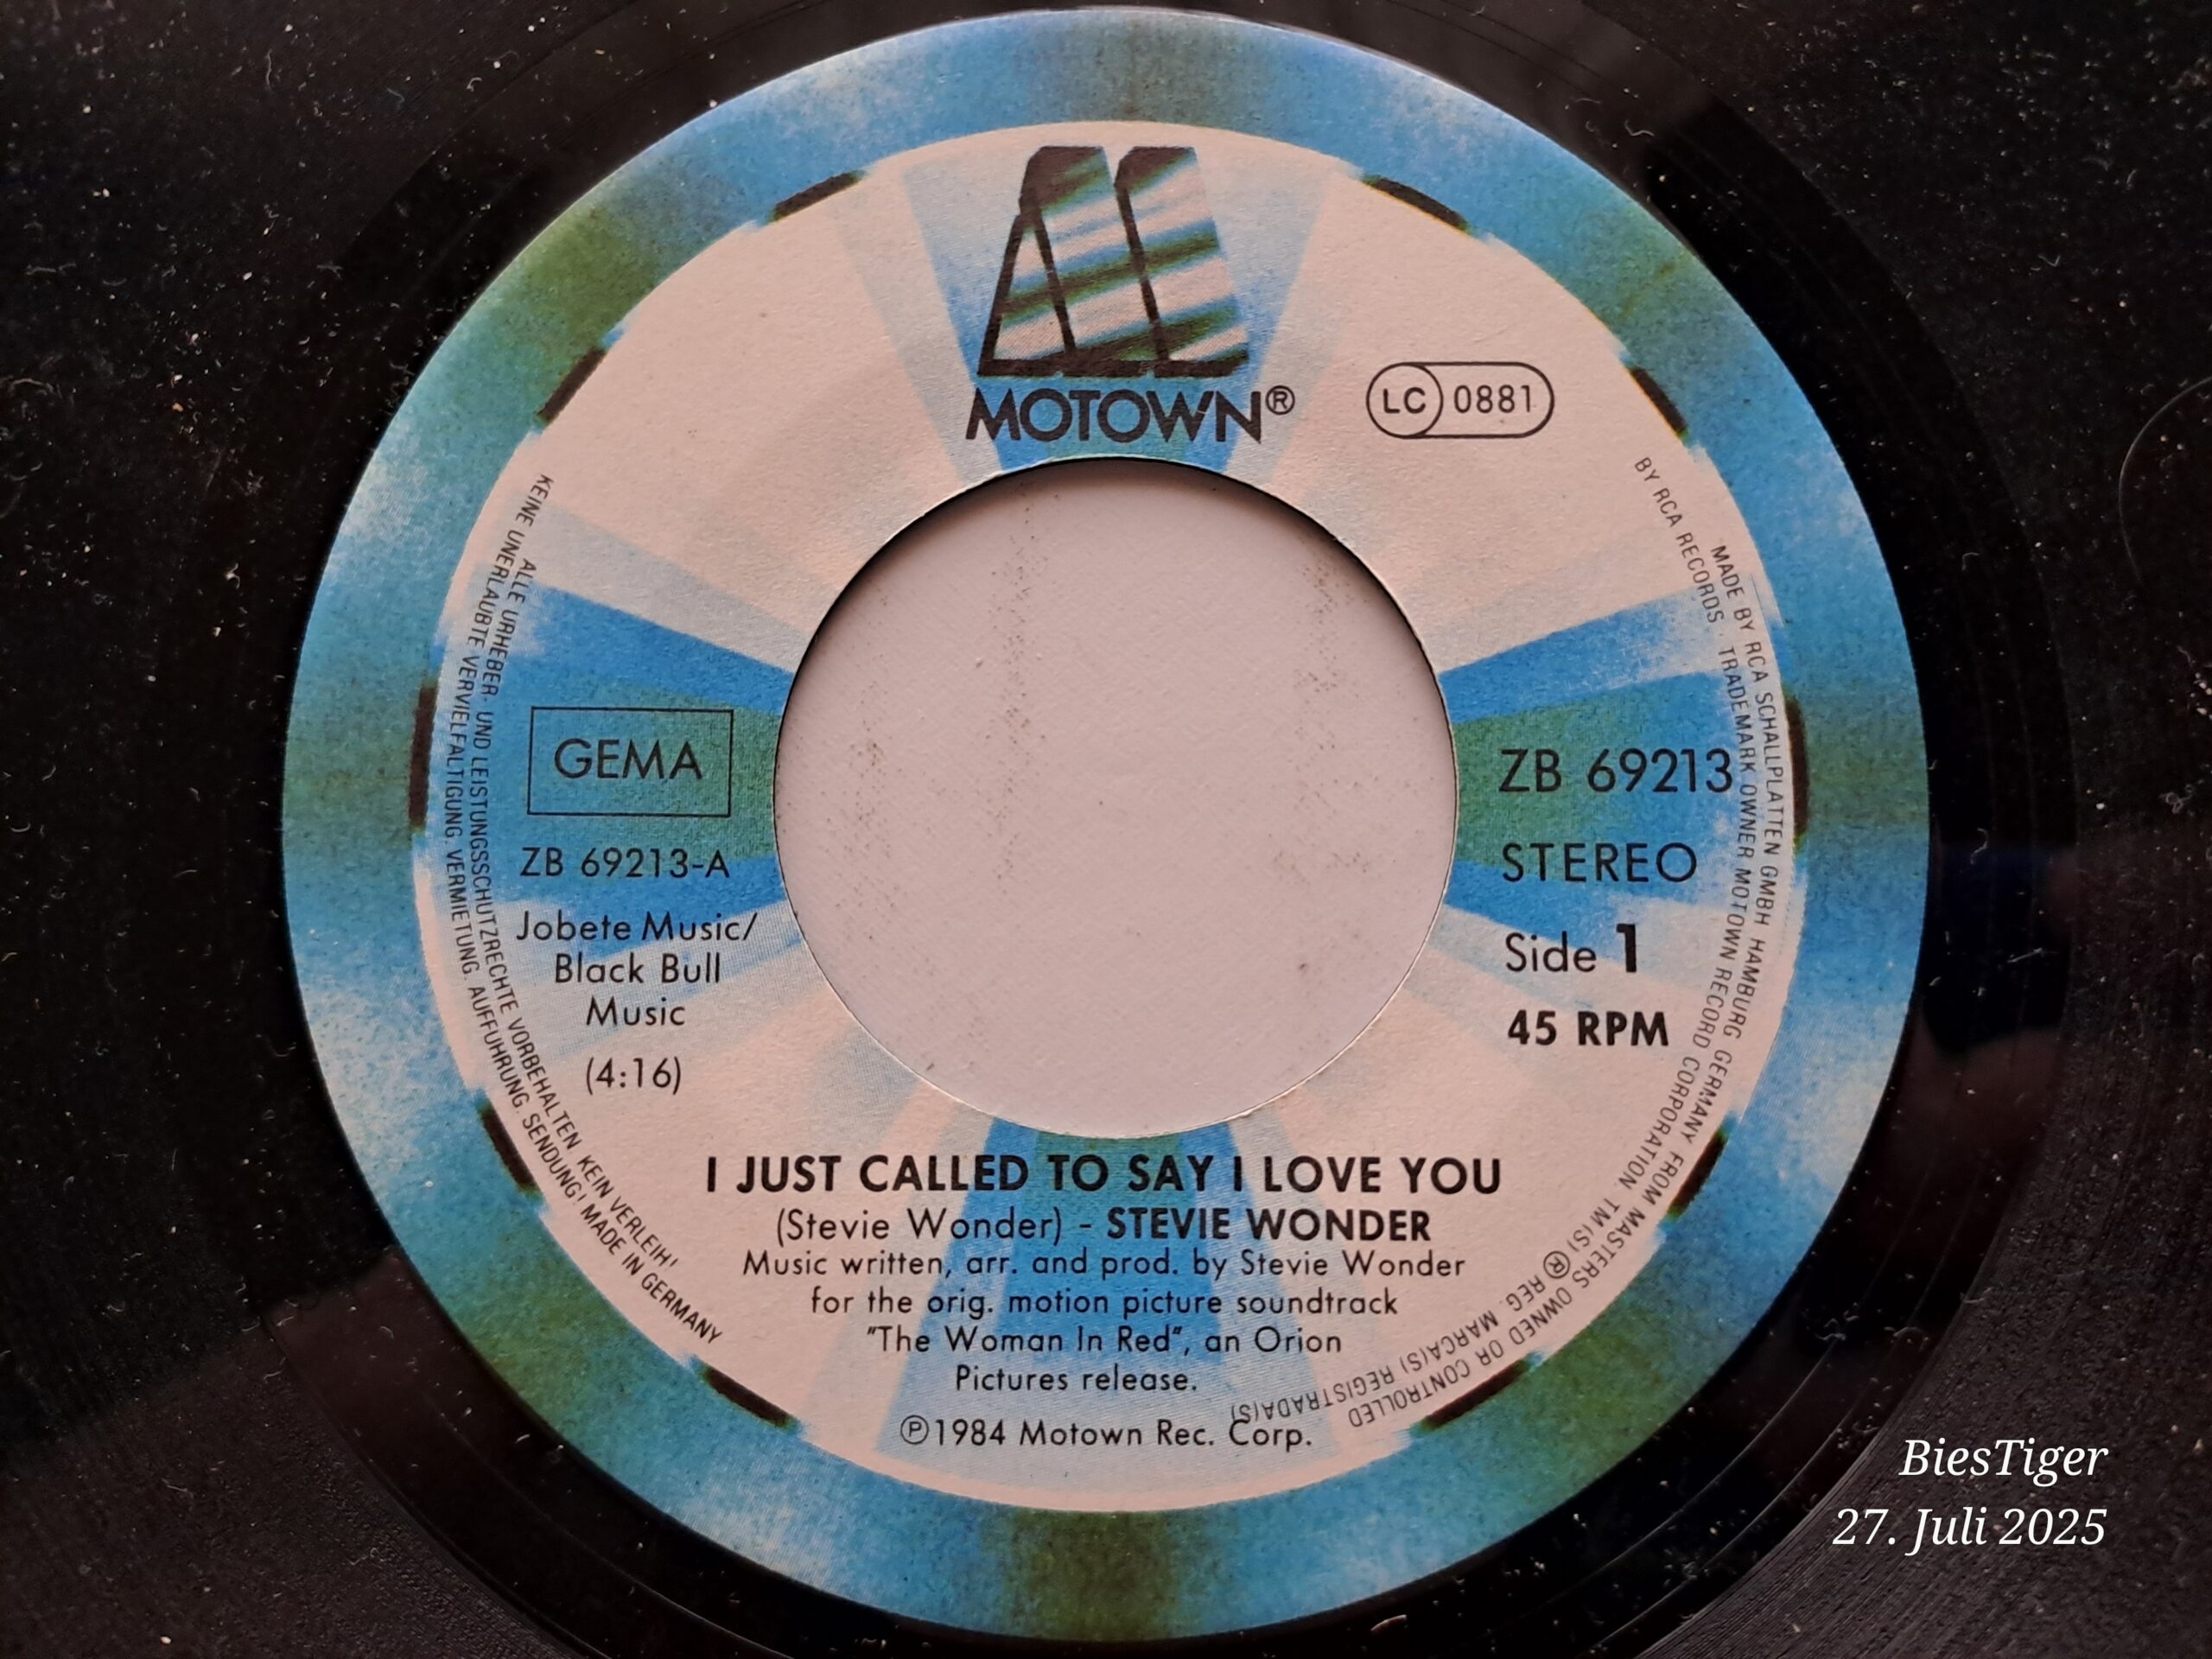 MOTOWN®
LC 0881
KEINE UNERLAUBTE VERVIELFÄLTIGUNG, VERMIETUNG, AUFFÜHRUNG, SENDUNG! MADE IN GERMANY
ALLE URHEBER- UND LEISTUNGSSCHUTZRECHTE VORBEHALTEN KEIN VERLEIH!
GEMA
ZB 69213-A
Jobete Music/
Black Bull
Music
(4:16)
ZB 69213
STEREO
Side 1
45 RPM
MADE BY RCA SCHALLPLATTEN GMBH HAMBURG GERMANY FROM MASTERS OWNED OR CONTROLLED
BY RCA RECORDS · TRADEMARK OWNER MOTOWN RECORD CORPORATION TM(S) ® REG. MARCA(S) REGISTRADA(S)
I JUST CALLED TO SAY I LOVE YOU
(Stevie Wonder) - STEVIE WONDER
Music written, arr. and prod. by Stevie Wonder
for the orig. motion picture soundtrack
"The Woman In Red", an Orion
Pictures release.
℗1984 Motown Rec. Corp.
BiesTiger
27. Juli 2025